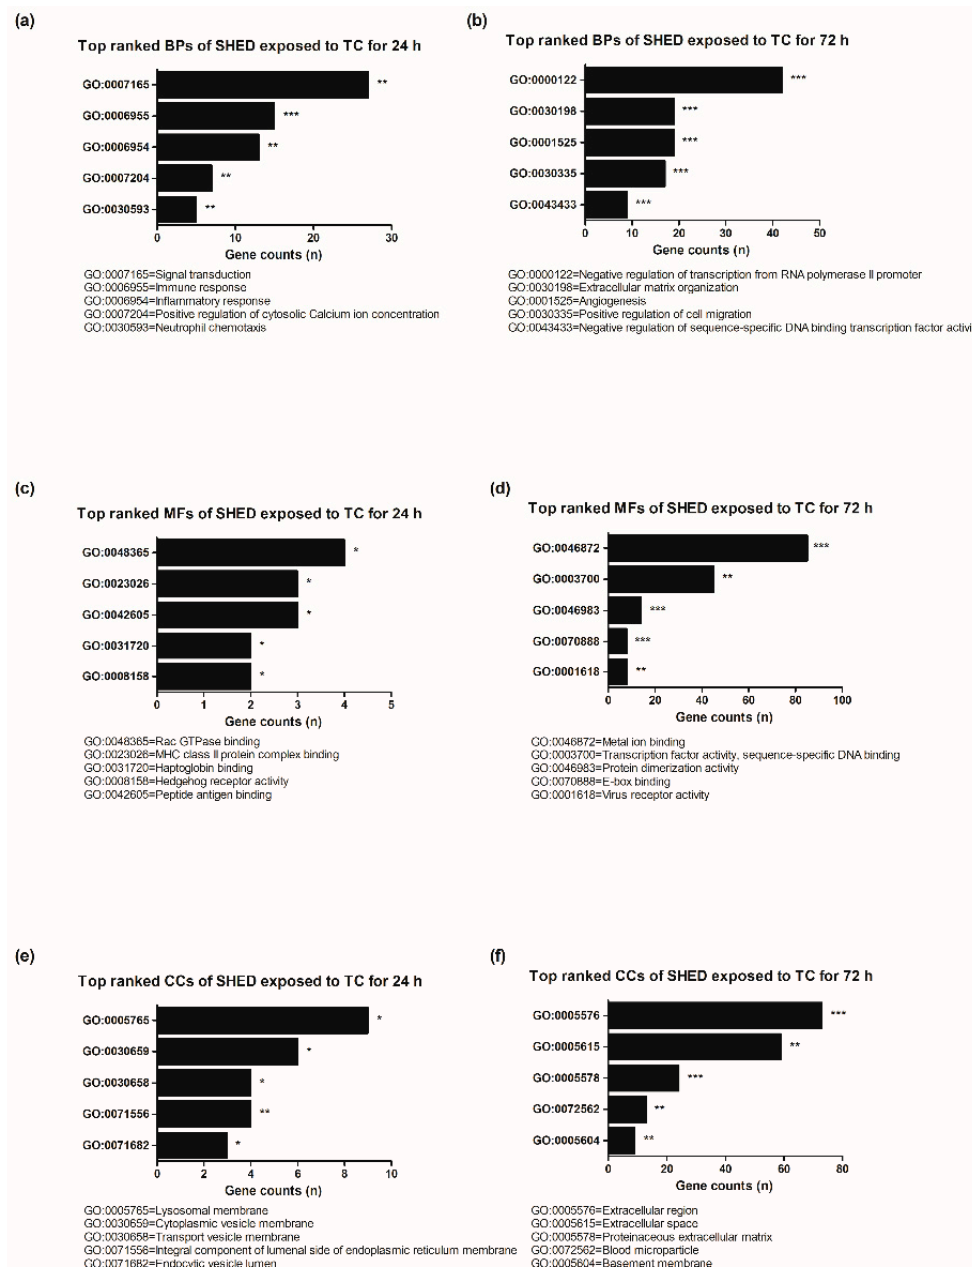 (a)
Top ranked BPs of SHED exposed to TC for 24 h
GO:0007165 **
GO:0006955 ***
GO:0006954 **
GO:0007204 **
GO:0030593 **
0 10 20 30
Gene counts (n)
GO:0007165=Signal transduction
GO:0006955=Immune response
GO:0006954=Inflammatory response
GO:0007204=Positive regulation of cytosolic Calcium ion concentration
GO:0030593=Neutrophil chemotaxis
(b)
Top ranked BPs of SHED exposed to TC for 72 h
GO:0000122 ***
GO:0030198 ***
GO:0001525 ***
GO:0030335 ***
GO:0043433 ***
0 10 20 30 40 50
Gene counts (n)
GO:0000122=Negative regulation of transcription from RNA polymerase II promoter
GO:0030198=Extracellular matrix organization
GO:0001525=Angiogenesis
GO:0030335=Positive regulation of cell migration
GO:0043433=Negative regulation of sequence-specific DNA binding transcription factor activi
(c)
Top ranked MFs of SHED exposed to TC for 24 h
GO:0048365 *
GO:0023026 *
GO:0042605 *
GO:0031720 *
GO:0008158 *
0 1 2 3 4 5
Gene counts (n)
GO:0048365=Rac GTPase binding
GO:0023026=MHC class II protein complex binding
GO:0031720=Haptoglobin binding
GO:0008158=Hedgehog receptor activity
GO:0042605=Peptide antigen binding
(d)
Top ranked MFs of SHED exposed to TC for 72 h
GO:0046872 ***
GO:0003700 **
GO:0046983 ***
GO:0070888 ***
GO:0001618 **
0 20 40 60 80 100
Gene counts (n)
GO:0046872=Metal ion binding
GO:0003700=Transcription factor activity, sequence-specific DNA binding
GO:0046983=Protein dimerization activity
GO:0070888=E-box binding
GO:0001618=Virus receptor activity
(e)
Top ranked CCs of SHED exposed to TC for 24 h
GO:0005765 *
GO:0030659 *
GO:0030658 *
GO:0071556 **
GO:0071682 *
0 2 4 6 8 10
Gene counts (n)
GO:0005765=Lysosomal membrane
GO:0030659=Cytoplasmic vesicle membrane
GO:0030658=Transport vesicle membrane
GO:0071556=Integral component of lumenal side of endoplasmic reticulum membrane
GO:0071682=Endocytic vesicle lumen
(f)
Top ranked CCs of SHED exposed to TC for 72 h
GO:0005576 ***
GO:0005615 **
GO:0005578 ***
GO:0072562 **
GO:0005604 **
0 20 40 60 80
Gene counts (n)
GO:0005576=Extracellular region
GO:0005615=Extracellular space
GO:0005578=Proteinaceous extracellular matrix
GO:0072562=Blood microparticle
GO:0005604=Basement membrane